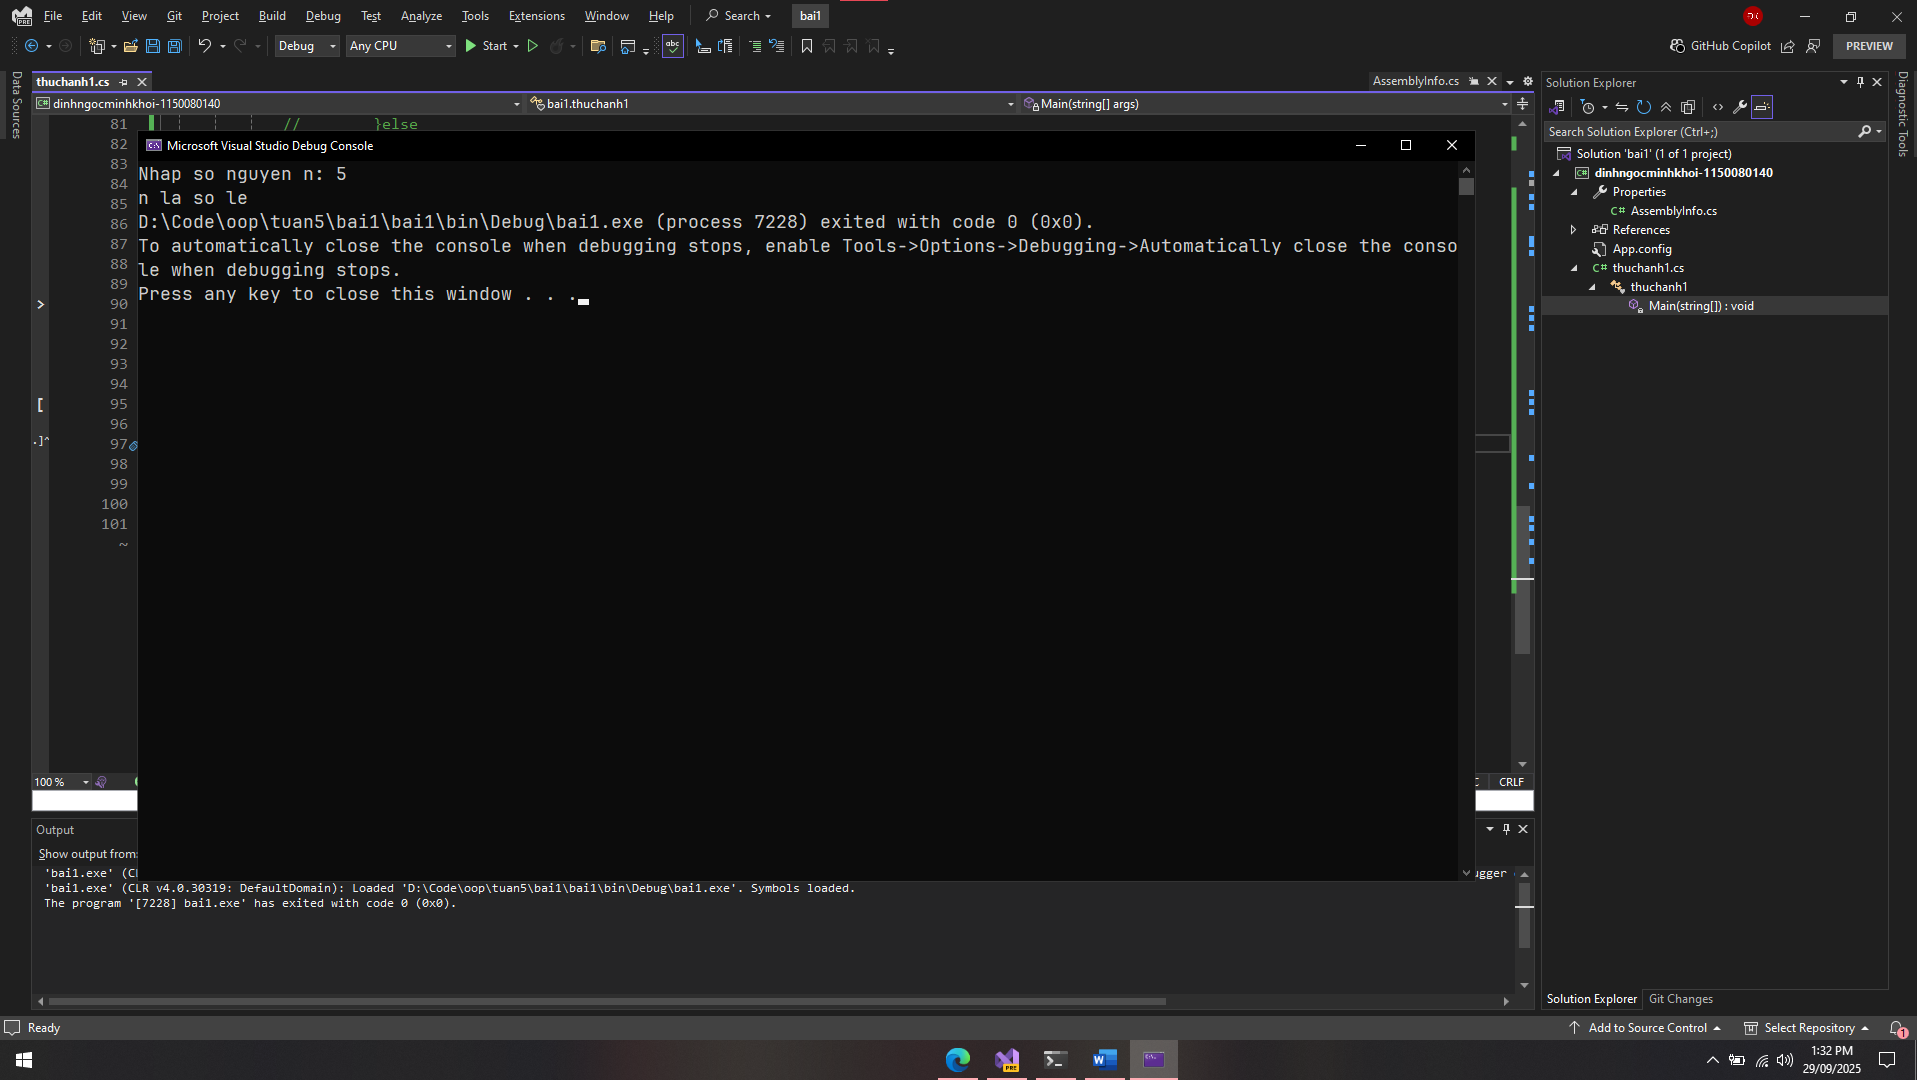 File Edit View Git Project Build Debug Test Analyze Tools Extensions Window Help Search bai1
Debug Any CPU Start GitHub Copilot PREVIEW
thuchanh1.cs AssemblyInfo.cs
dinhngocminhkhoi-1150080140 bai1.thuchanh1 Main(string[] args)
Data Sources
81 // }else
82
83
84
85
86
87
88
89
90
91
92
93
94
95
96
97
98
99
100
101
~
Microsoft Visual Studio Debug Console
Nhap so nguyen n: 5
n la so le
D:\Code\oop\tuan5\bai1\bai1\bin\Debug\bai1.exe (process 7228) exited with code 0 (0x0).
To automatically close the console when debugging stops, enable Tools->Options->Debugging->Automatically close the conso
le when debugging stops.
Press any key to close this window . . .
100 % CRLF
Output
Show output from:
'bai1.exe' (Cl
'bai1.exe' (CLR v4.0.30319: DefaultDomain): Loaded 'D:\Code\oop\tuan5\bai1\bai1\bin\Debug\bai1.exe'. Symbols loaded.
The program '[7228] bai1.exe' has exited with code 0 (0x0).
Solution Explorer
Search Solution Explorer (Ctrl+;)
Solution 'bai1' (1 of 1 project)
dinhngocminhkhoi-1150080140
Properties
AssemblyInfo.cs
References
App.config
thuchanh1.cs
thuchanh1
Main(string[]) : void
Solution Explorer Git Changes
Diagnostic Tools
Ready Add to Source Control Select Repository 1
1:32 PM
29/09/2025